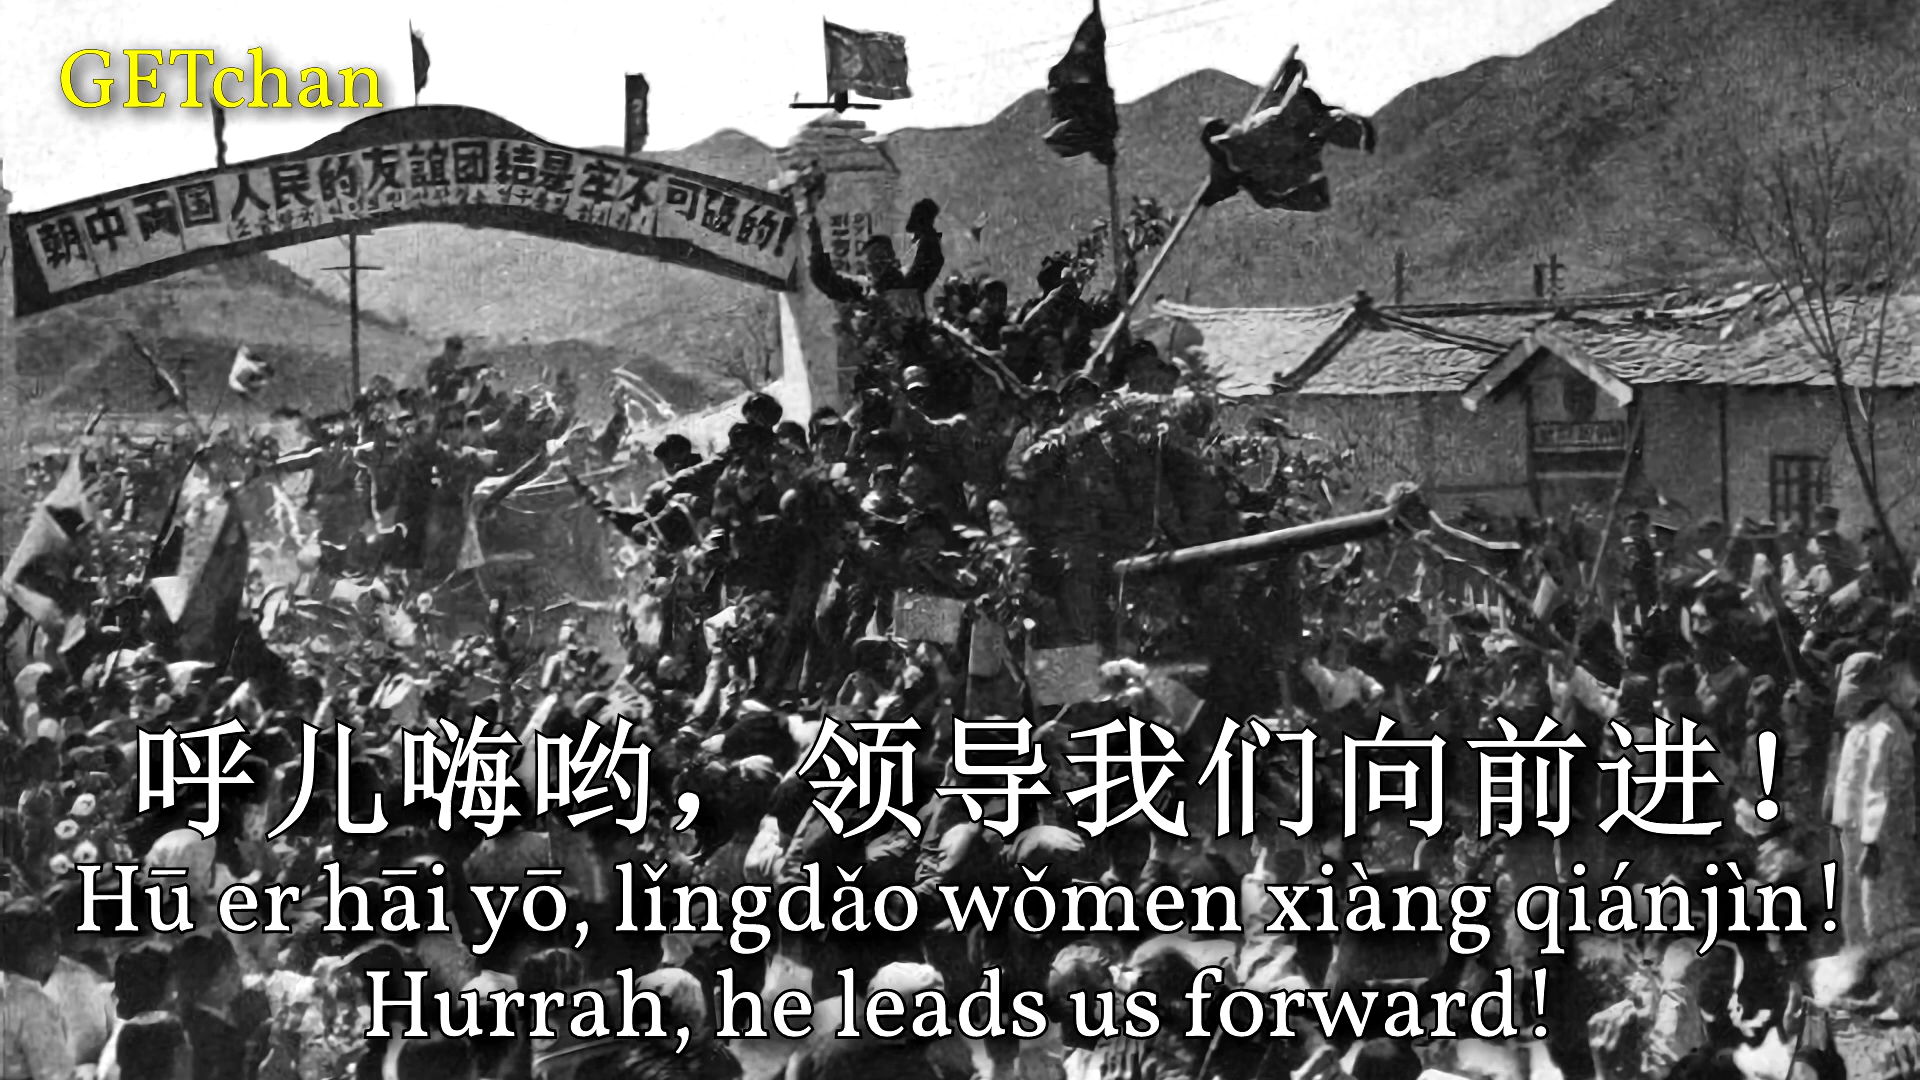 GETchan
朝中両国人民的友誼团结是牢不可破的!
呼儿嗨哟，领导我们向前进！
Hū er hāi yō, lǐngdǎo wǒmen xiàng qiánjìn!
Hurrah, he leads us forward!